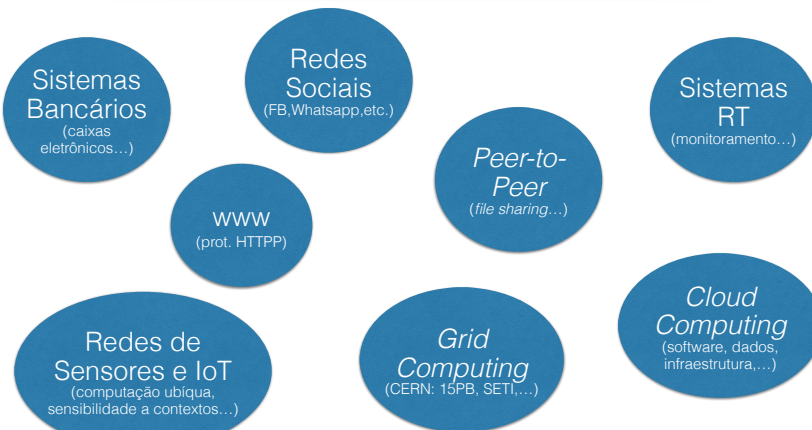 Sistemas
Bancários
(caixas
eletrônicos...)
Redes
Sociais
(FB,Whatsapp,etc.)
Sistemas
RT
(monitoramento...)
Peer-to-
Peer
(file sharing...)
www
(prot. HTTPP)
Cloud
Computing
(software, dados,
infraestrutura,...)
Redes de
Sensores e IoT
(computação ubíqua,
sensibilidade a contextos...)
Grid
Computing
(CERN: 15PB, SETI,...)